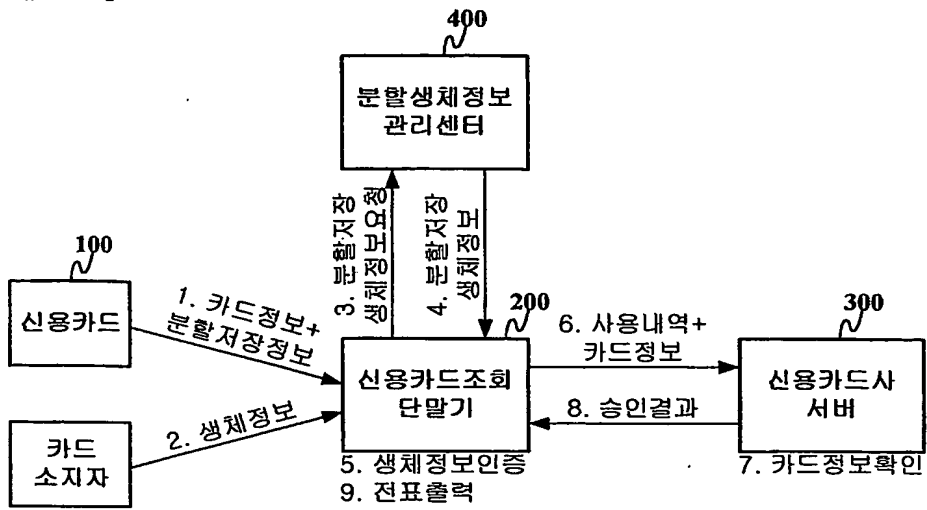 400
분할생체정보
관리센터
3. 분할저장
생체정보요청
4. 분할저장
생체정보
100
신용카드
1. 카드정보+
분할저장정보
200
신용카드조회
단말기
6. 사용내역+
카드정보
300
신용카드사
서버
8. 승인결과
카드
소지자
2. 생체정보
5. 생체정보인증
9. 전표출력
7. 카드정보확인